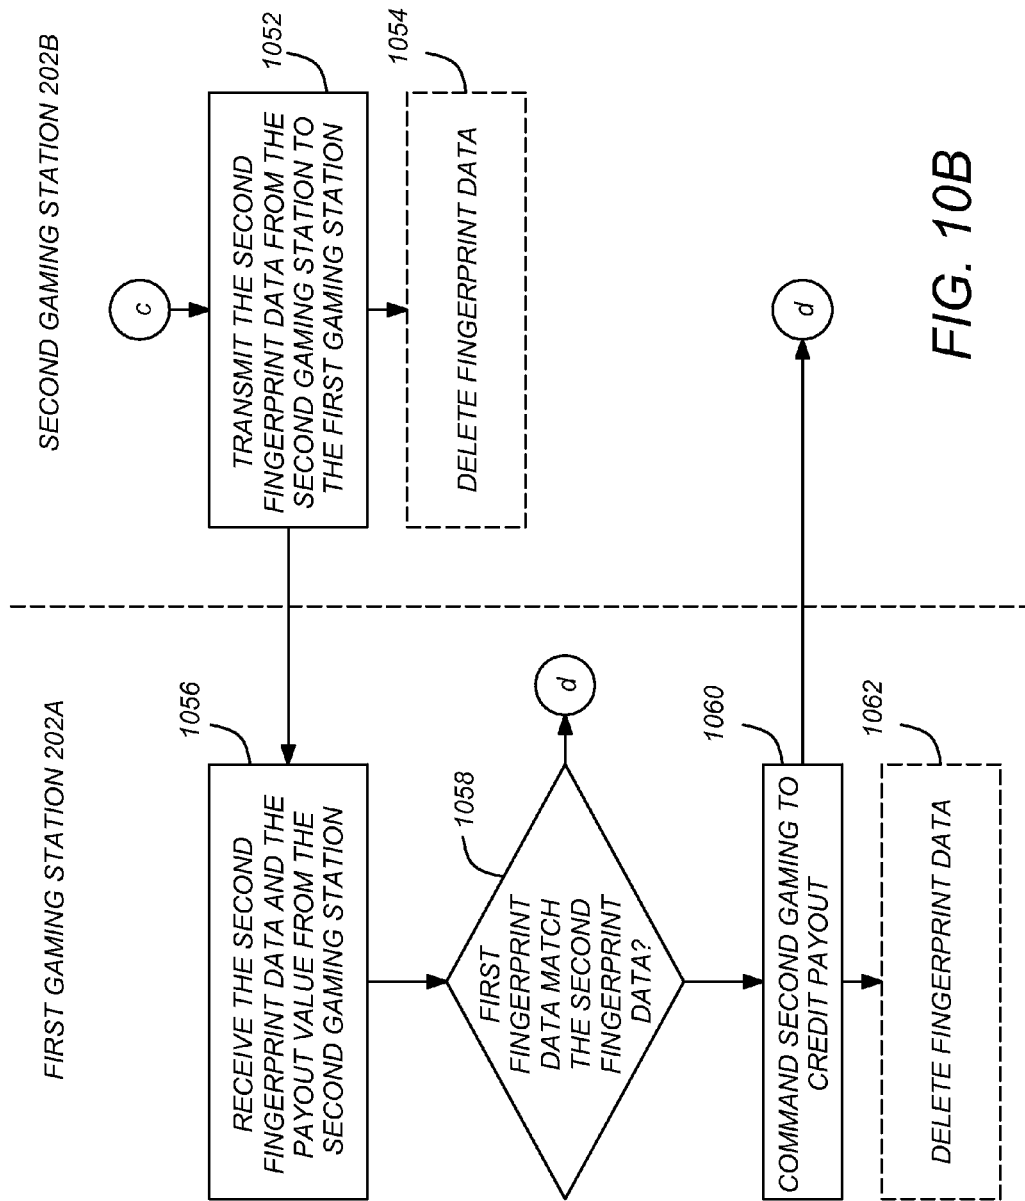 FIRST GAMING STATION 202A
1056
RECEIVE THE SECOND
FINGERPRINT DATA AND THE
PAYOUT VALUE FROM THE
SECOND GAMING STATION
1058
FIRST
FINGERPRINT
DATA MATCH
THE SECOND
FINGERPRINT
DATA?
d
1060
COMMAND SECOND GAMING TO
CREDIT PAYOUT
1062
DELETE FINGERPRINT DATA
SECOND GAMING STATION 202B
c
1052
TRANSMIT THE SECOND
FINGERPRINT DATA FROM THE
SECOND GAMING STATION TO
THE FIRST GAMING STATION
1054
DELETE FINGERPRINT DATA
d
FIG. 10B